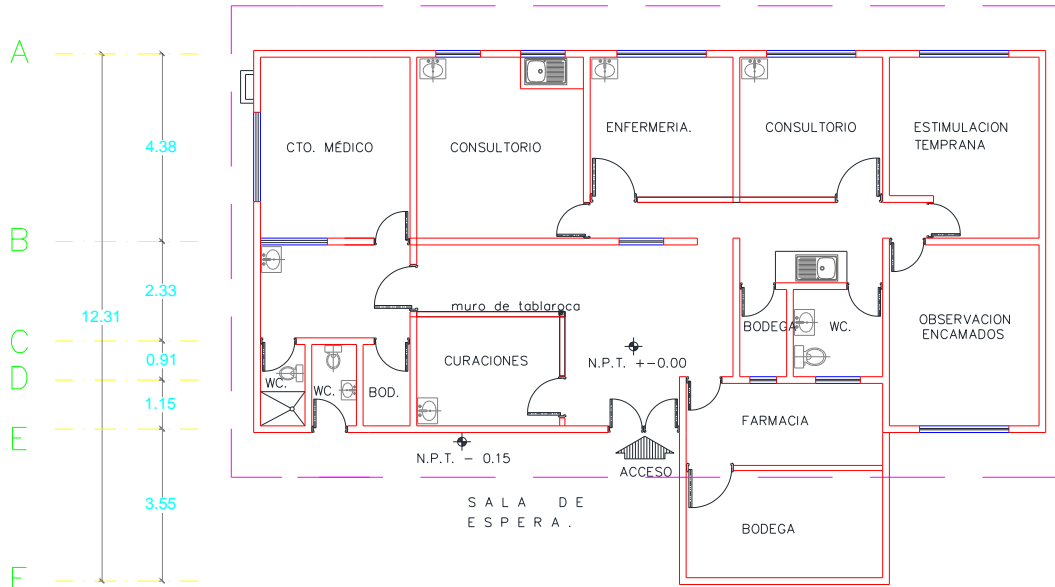 A
B
C
D
E
F
4.38
2.33
12.31
0.91
1.15
3.55
CTO. MÉDICO
CONSULTORIO
ENFERMERIA.
CONSULTORIO
ESTIMULACION
TEMPRANA
muro de tablaroca
BODEGA
WC.
OBSERVACION
ENCAMADOS
WC.
WC.
BOD.
CURACIONES
N.P.T. +-0.00
FARMACIA
N.P.T. - 0.15
ACCESO
SALA DE
ESPERA.
BODEGA